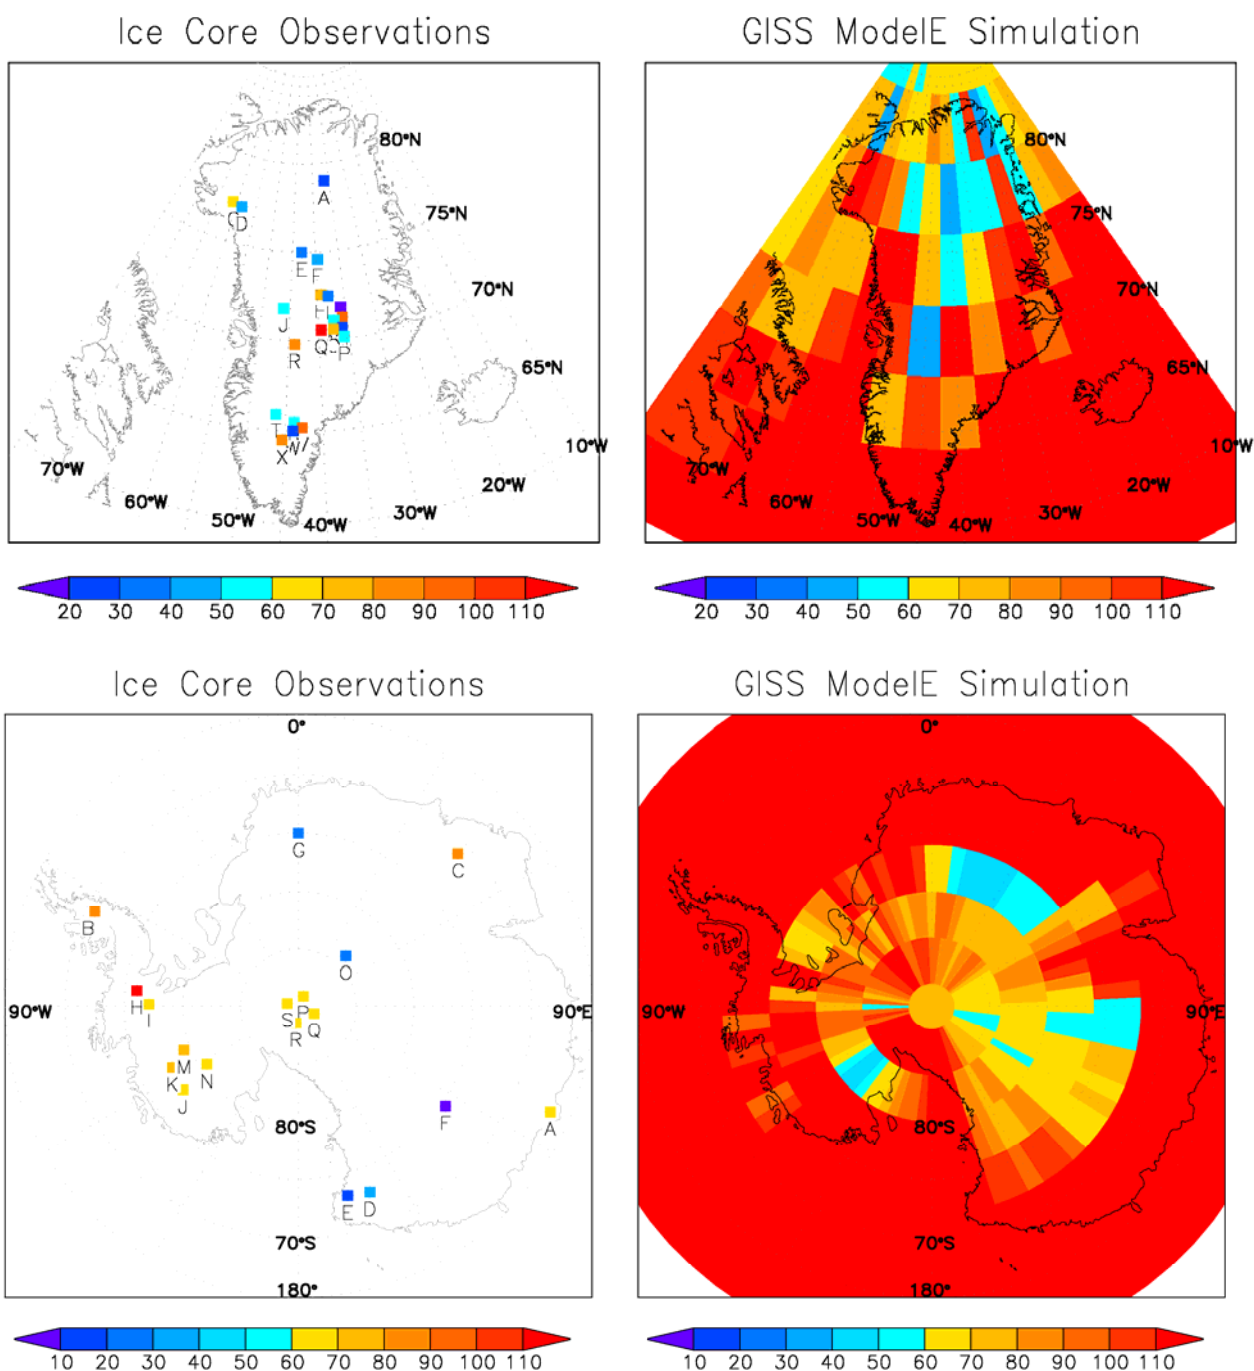 Ice Core Observations
GISS ModelE Simulation
80°N
75°N
70°N
65°N
10°W
20°W
30°W
40°W
50°W
60°W
70°W
A
D
E
F
J
Q
P
R
X
80°N
75°N
70°N
65°N
10°W
20°W
30°W
40°W
50°W
60°W
70°W
20 30 40 50 60 70 80 90 100 110
20 30 40 50 60 70 80 90 100 110
Ice Core Observations
GISS ModelE Simulation
0°
G
C
B
O
H
I
90°W
90°E
S
P
Q
R
M
K
N
J
F
A
80°S
E
D
70°S
180°
0°
90°W
90°E
80°S
70°S
180°
10 20 30 40 50 60 70 80 90 100 110
10 20 30 40 50 60 70 80 90 100 110